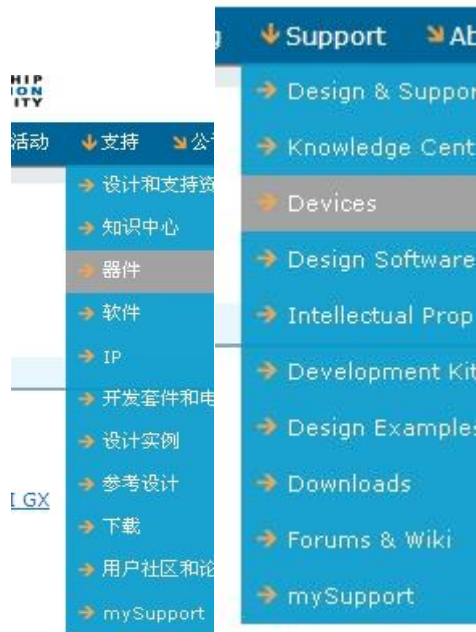 HIP
ION
ITY
活动
支持
公
设计和支持资
知识中心
器件
软件
IP
开发套件和电
设计实例
参考设计
下载
用户社区和论
mySupport
I GX
Support
Ab
Design & Suppor
Knowledge Cent
Devices
Design Software
Intellectual Prop
Development Kit
Design Examples
Downloads
Forums & Wiki
mySupport